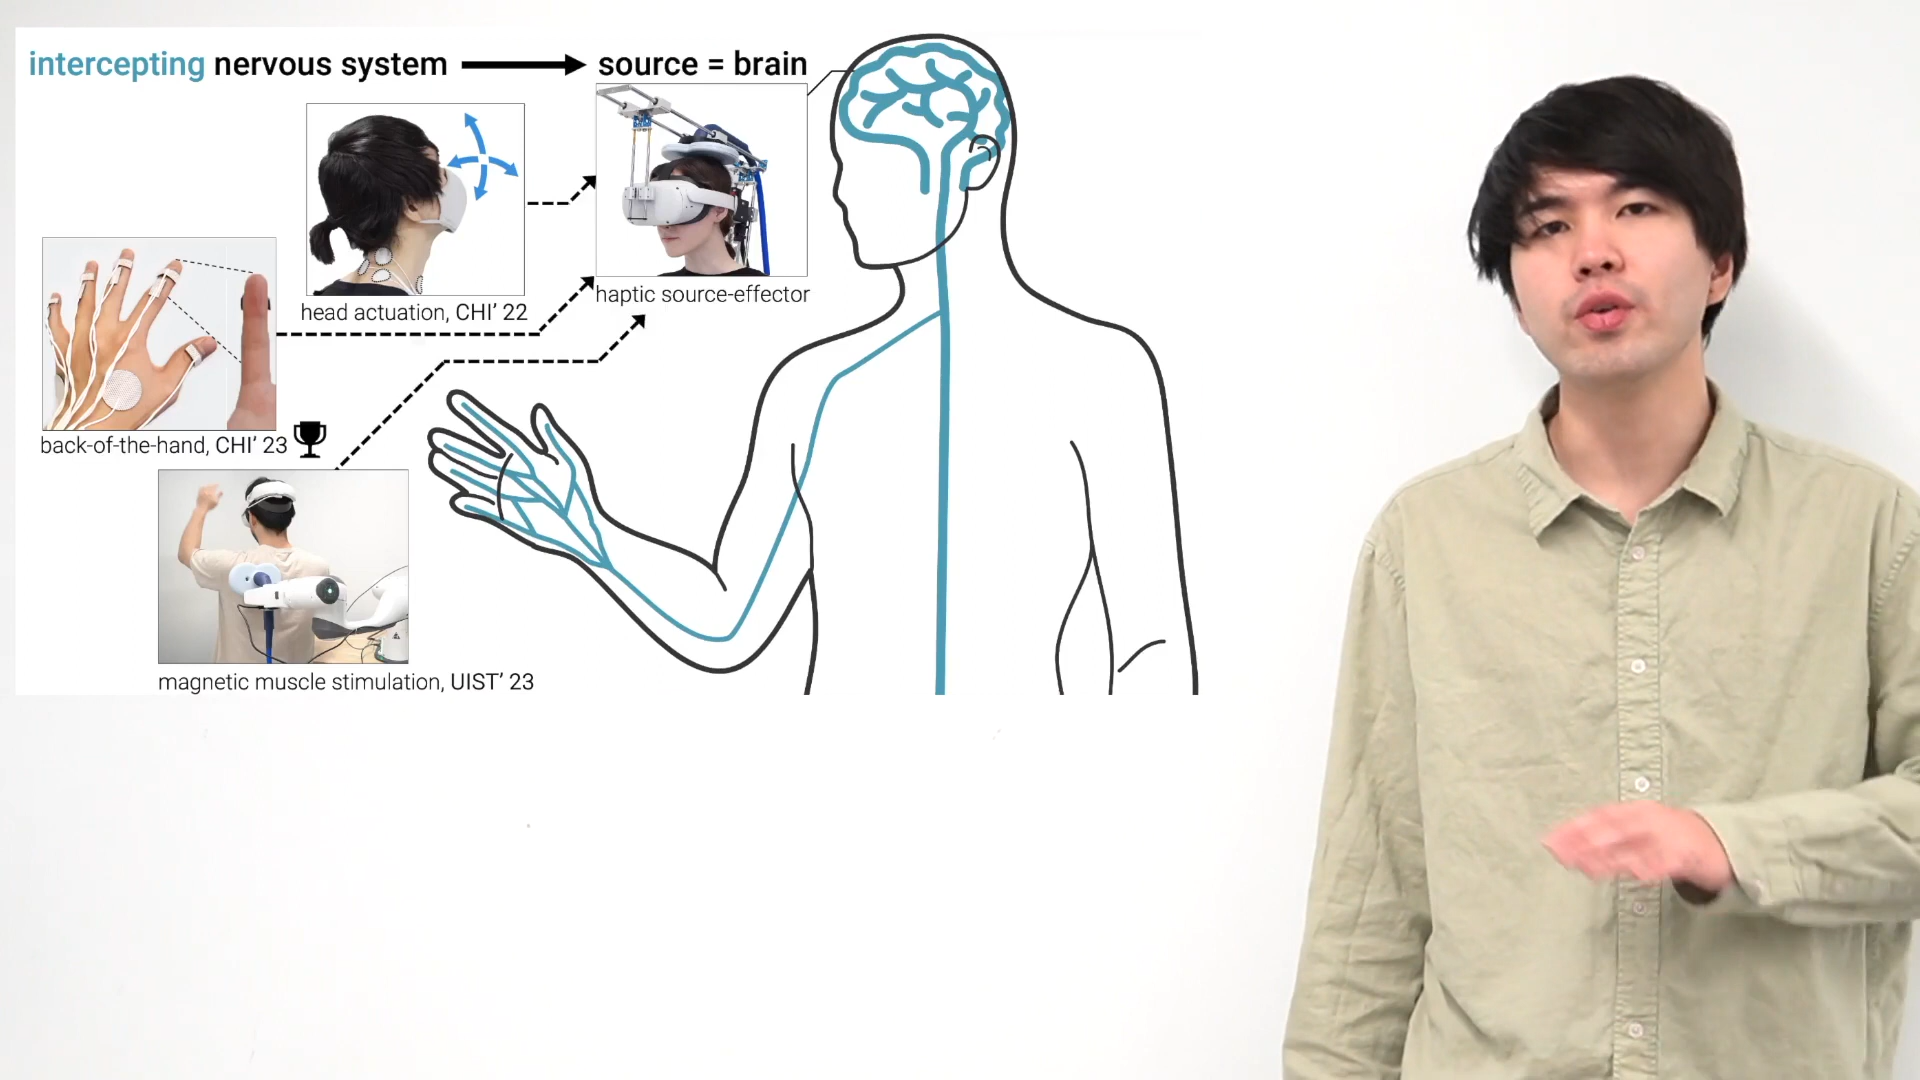 intercepting nervous system
source = brain
head actuation, CHI’ 22
haptic source-effector
back-of-the-hand, CHI’ 23
magnetic muscle stimulation, UIST’ 23